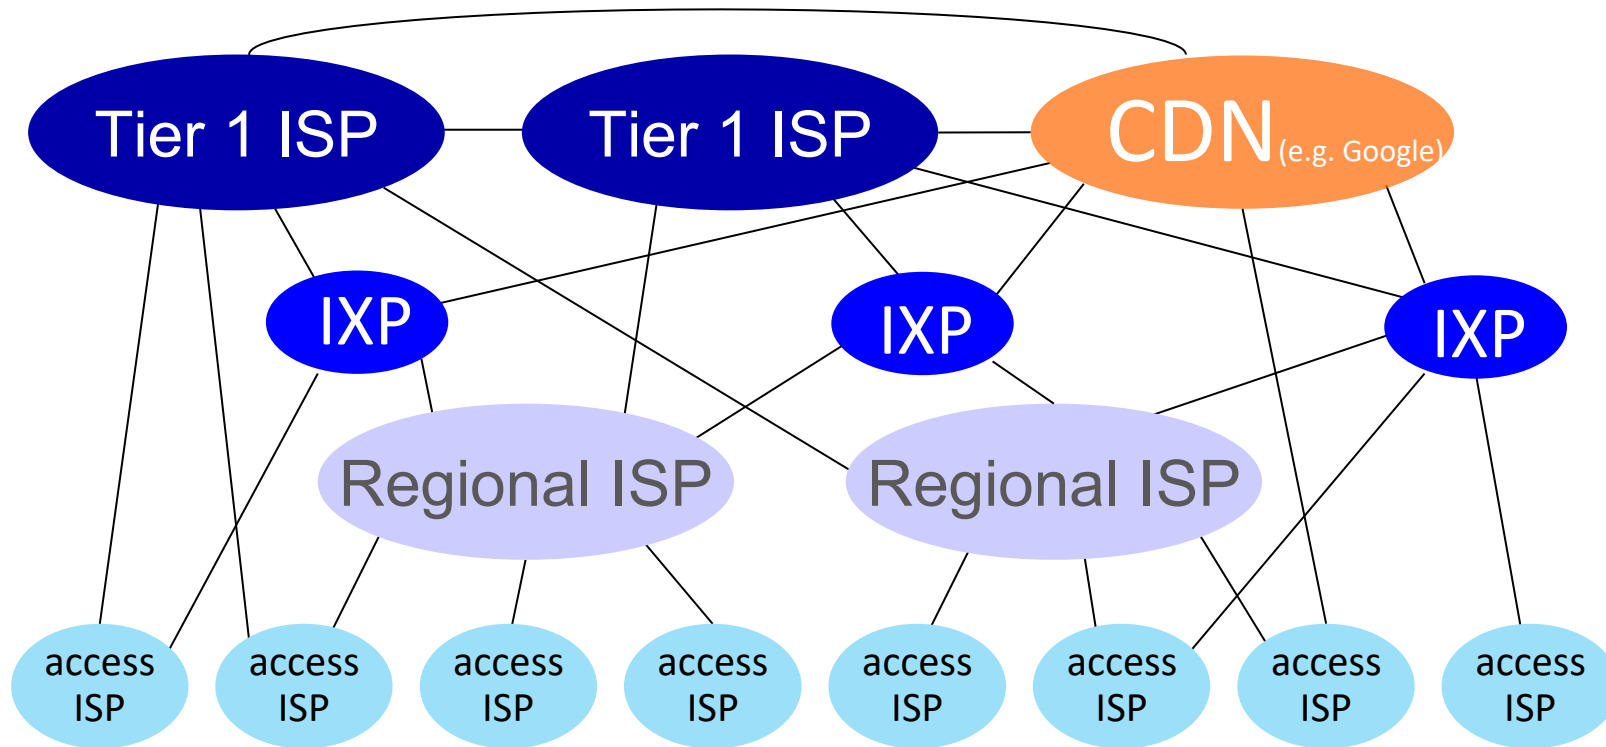 Tier 1 ISP
Tier 1 ISP
CDN (e.g. Google)
IXP
IXP
IXP
Regional ISP
Regional ISP
access
ISP
access
ISP
access
ISP
access
ISP
access
ISP
access
ISP
access
ISP
access
ISP